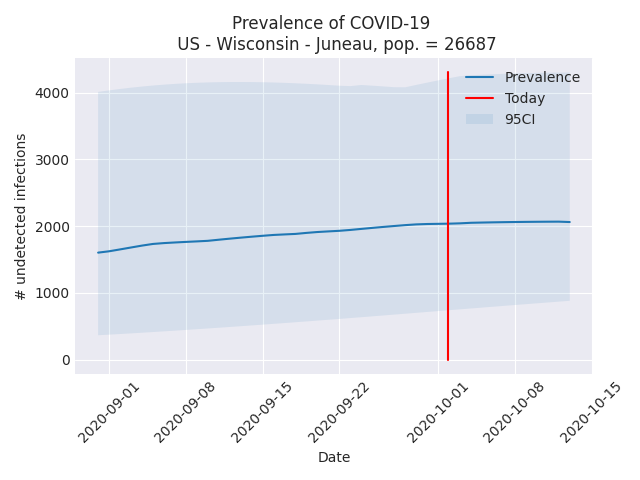 Prevalence of COVID-19
US - Wisconsin - Juneau, pop. = 26687
# undetected infections
4000
3000
2000
1000
0
Prevalence
Today
95CI
2020-09-01
2020-09-08
2020-09-15
2020-09-22
2020-10-01
2020-10-08
2020-10-15
Date